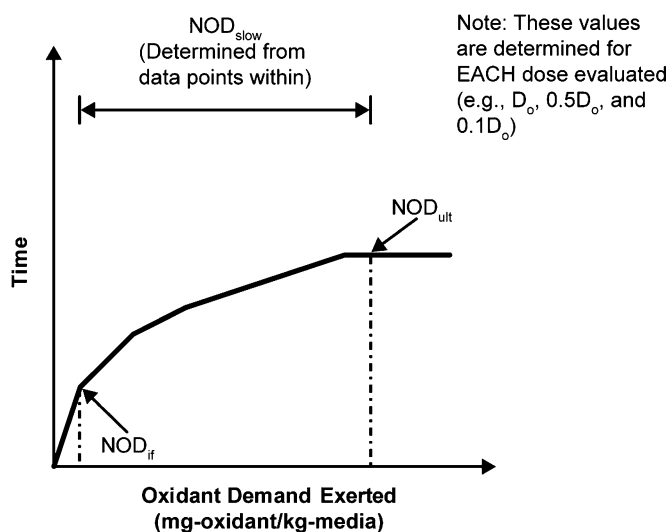 NOD_slow
(Determined from
data points within)
Note: These values
are determined for
EACH dose evaluated
(e.g., D_o, 0.5D_o, and
0.1D_o)
NOD_ult
Time
NOD_if
Oxidant Demand Exerted
(mg-oxidant/kg-media)